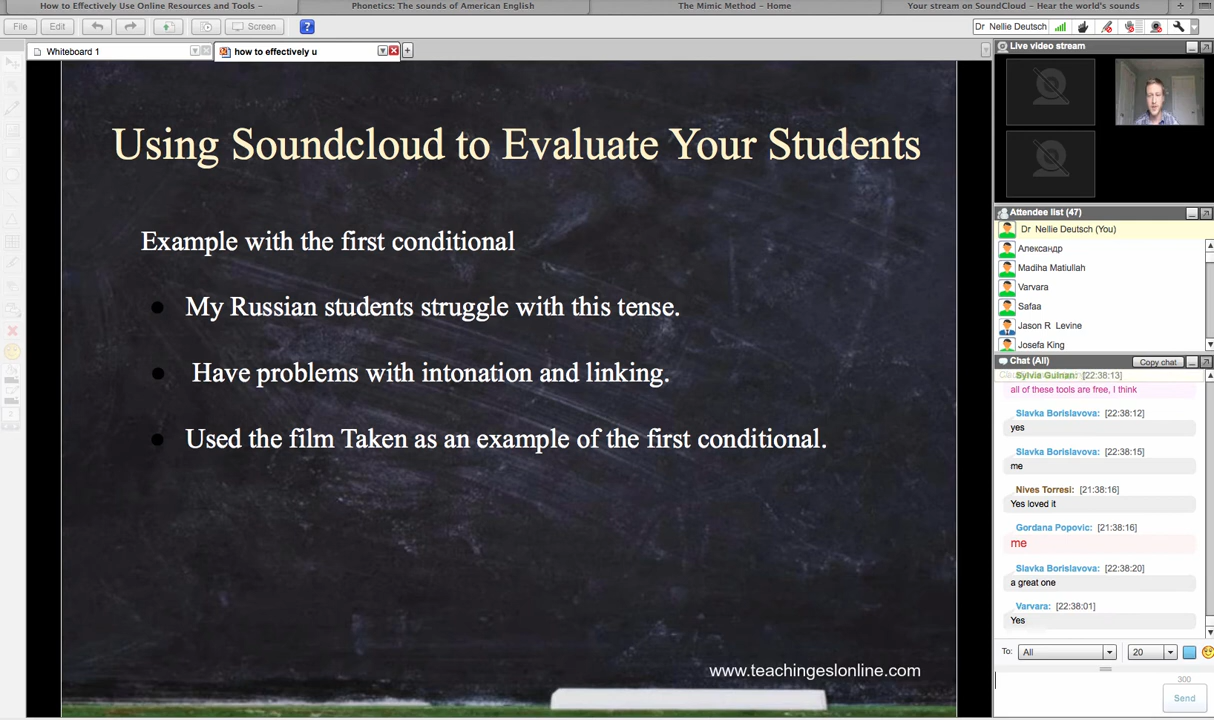 How to Effectively Use Online Resources and Tools –
Phonetics: The sounds of American English
The Mimic Method - Home
Your stream on SoundCloud - Hear the world's sounds
File
Edit
Screen
?
Dr Nellie Deutsch
Whiteboard 1
how to effectively u
Using Soundcloud to Evaluate Your Students
Example with the first conditional
My Russian students struggle with this tense.
Have problems with intonation and linking.
Used the film Taken as an example of the first conditional.
www.teachingeslonline.com
Live video stream
Attendee list (47)
Dr Nellie Deutsch (You)
Александр
Madiha Matiullah
Varvara
Safaa
Jason R Levine
Josefa King
Chat (All)
Copy chat
[22:38:13]
all of these tools are free, I think
Slavka Borislavova: [22:38:12]
yes
Slavka Borislavova: [22:38:15]
me
Nives Torresi: [21:38:16]
Yes loved it
Gordana Popovic: [21:38:16]
me
Slavka Borislavova: [22:38:20]
a great one
Varvara: [22:38:01]
Yes
To: All 20
300
Send